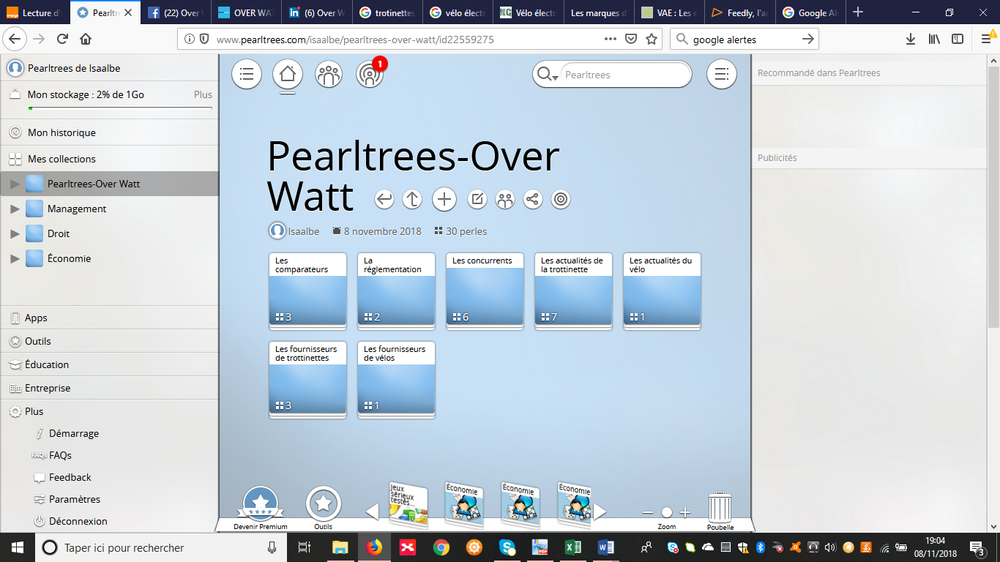 Lecture d'
Pearltre
(22) Over
OVER WAT
(6) Over W
trotinettes
vélo électr
Vélo électr
Les marques d
VAE : Les m
Feedly, l'a
Google Ale
www.pearltrees.com/isaalbe/pearltrees-over-watt/id22559275
google alertes
Pearltrees de Isaalbe
Mon stockage : 2% de 1Go Plus
Mon historique
Mes collections
Pearltrees-Over Watt
Management
Droit
Économie
Apps
Outils
Éducation
Entreprise
Plus
Démarrage
FAQs FAQs
Feedback
Paramètres
Déconnexion
1
Pearltrees
Pearltrees-Over
Watt
Isaalbe 8 novembre 2018 30 perles
Les
comparateurs
3
La
réglementation
2
Les concurrents
6
Les actualités de
la trottinette
7
Les actualités du
vélo
1
Les fournisseurs
de trottinettes
3
Les fournisseurs
de vélos
1
Devenir Premium
Outils
Jeux
sérieux
testés...
Économie
Économie
Économie
Zoom
Poubelle
Recommandé dans Pearltrees
Publicités
Taper ici pour rechercher
19:04
08/11/2018
3